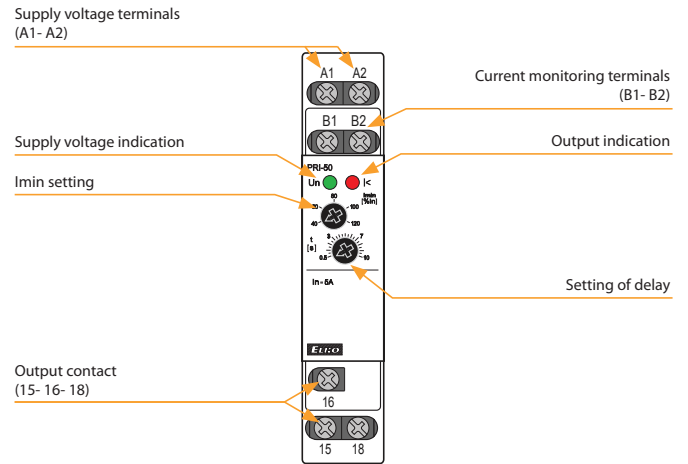 Supply voltage terminals
(A1- A2)
A1 A2
Current monitoring terminals
(B1- B2)
B1 B2
Supply voltage indication
Output indication
PRI-50
Un I<
Imin setting
80
Imin
[%In]
100
40 120
t
[s]
3 7
0.5 10
Setting of delay
In - 5A
ELKO
Output contact
(15- 16- 18)
16
15 18